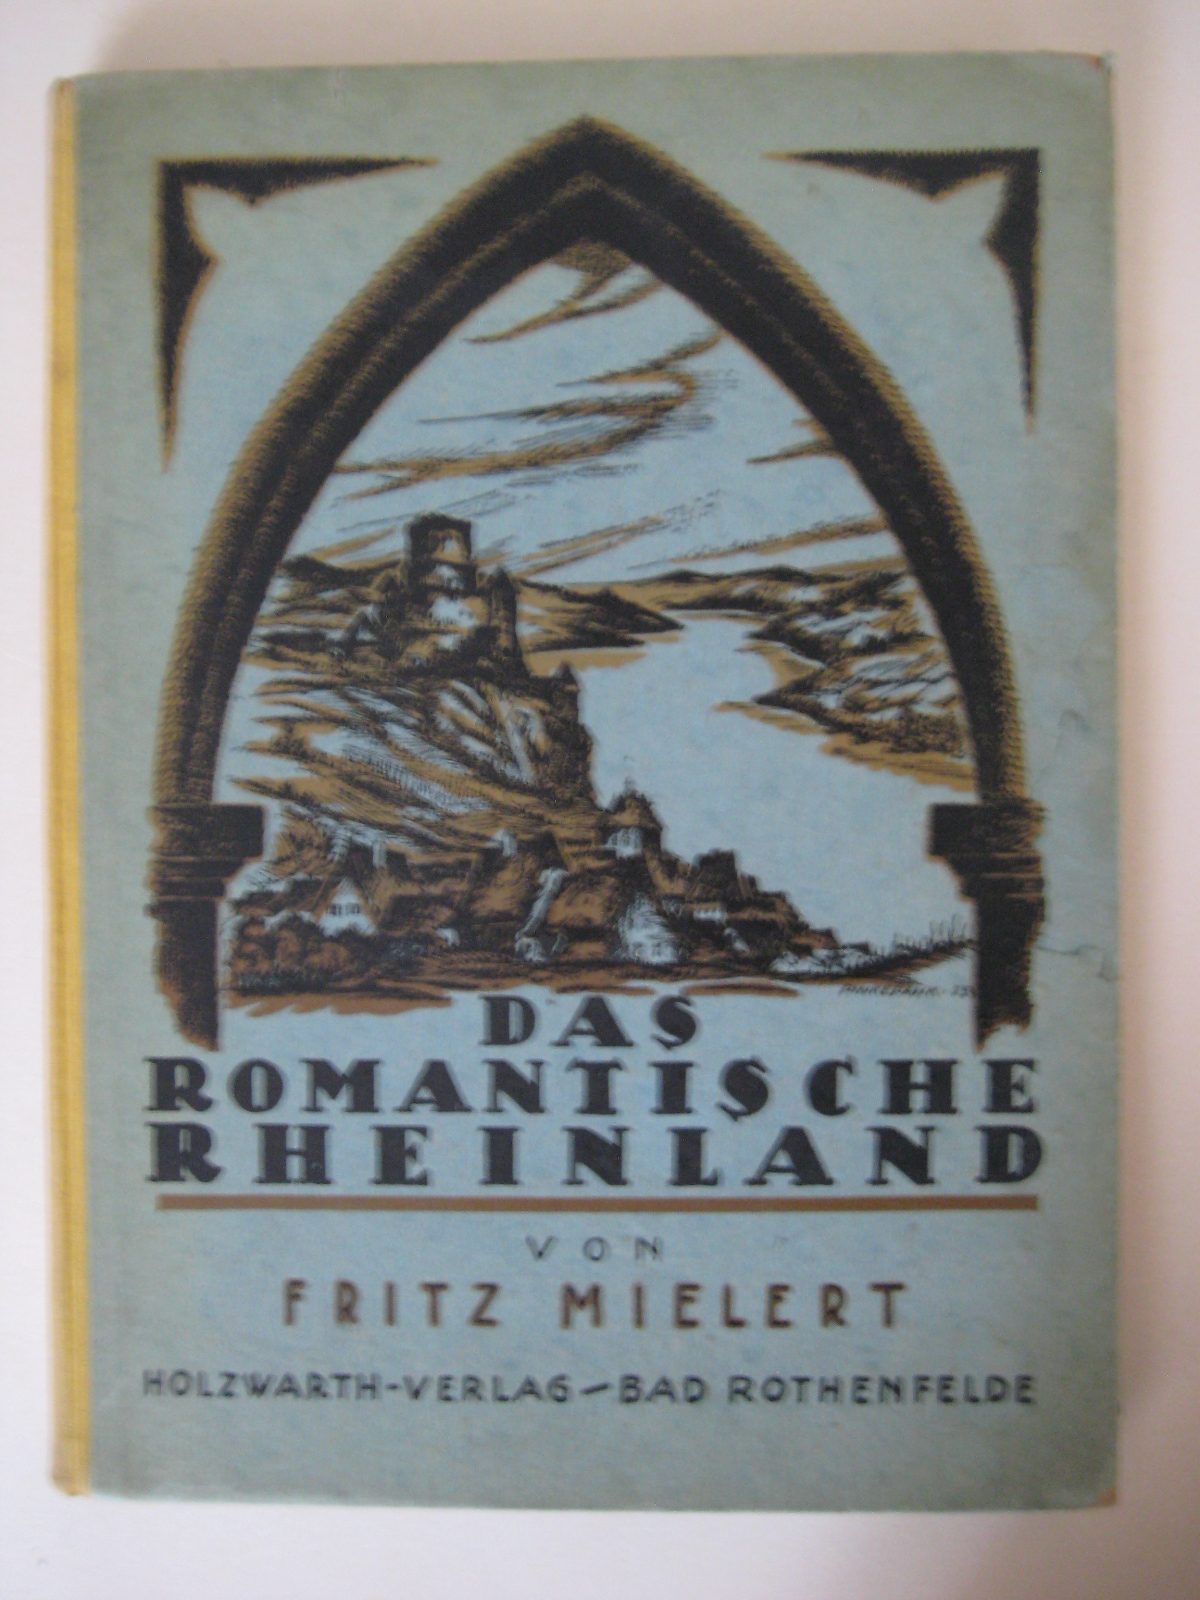 DAS
ROMANTISCHE
RHEINLAND
VON
FRITZ MIELERT
HOLZWARTH-VERLAG – BAD ROTHENFELDE